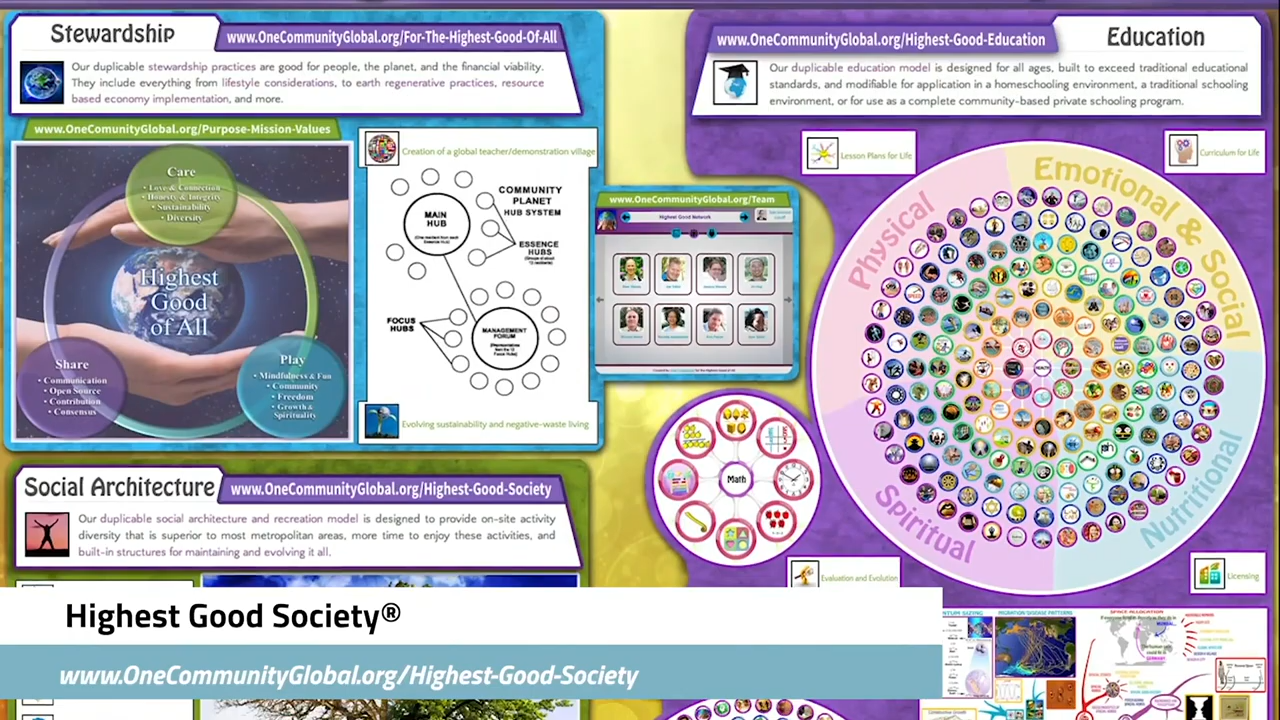 Stewardship
www.OneCommunityGlobal.org/For-The-Highest-Good-Of-All
Our duplicable stewardship practices are good for people, the planet, and the financial viability.
They include everything from lifestyle considerations, to earth regenerative practices, resource
based economy implementation, and more.
www.OneComunityGlobal.org/Purpose-Mission-Values
Care
• Love & Connection
• Honesty & Integrity
• Sustainability
• Diversity
Highest
Good
of All
Share
• Communication
• Open Source
• Contribution
• Consensus
Play
• Mindfulness & Fun
• Community
• Freedom
• Growth &
Spirituality
Creation of a global teacher/demonstration village
COMMUNITY
PLANET
HUB SYSTEM
MAIN
HUB
ESSENCE
HUBS
FOCUS
HUBS
MANAGEMENT
FORUM
Evolving sustainability and negative-waste living
www.OneCommunityGlobal.org/Team
Highest Good Network
www.OneCommunityGlobal.org/Highest-Good-Education
Education
Our duplicable education model is designed for all ages, built to exceed traditional educational
standards, and modifiable for application in a homeschooling environment, a traditional schooling
environment, or for use as a complete community-based private schooling program.
Lesson Plans for Life
Curriculum for Life
Physical
Emotional & Social
Spiritual
Nutritional
Math
Evaluation and Evolution
Licensing
Social Architecture
www.OneCommunityGlobal.org/Highest-Good-Society
Our duplicable social architecture and recreation model is designed to provide on-site activity
diversity that is superior to most metropolitan areas, more time to enjoy these activities, and
built-in structures for maintaining and evolving it all.
MIGRATION/DISEASE PATTERNS
SPACE ALLOCATION
Highest Good Society®
www.OneCommunityGlobal.org/Highest-Good-Society